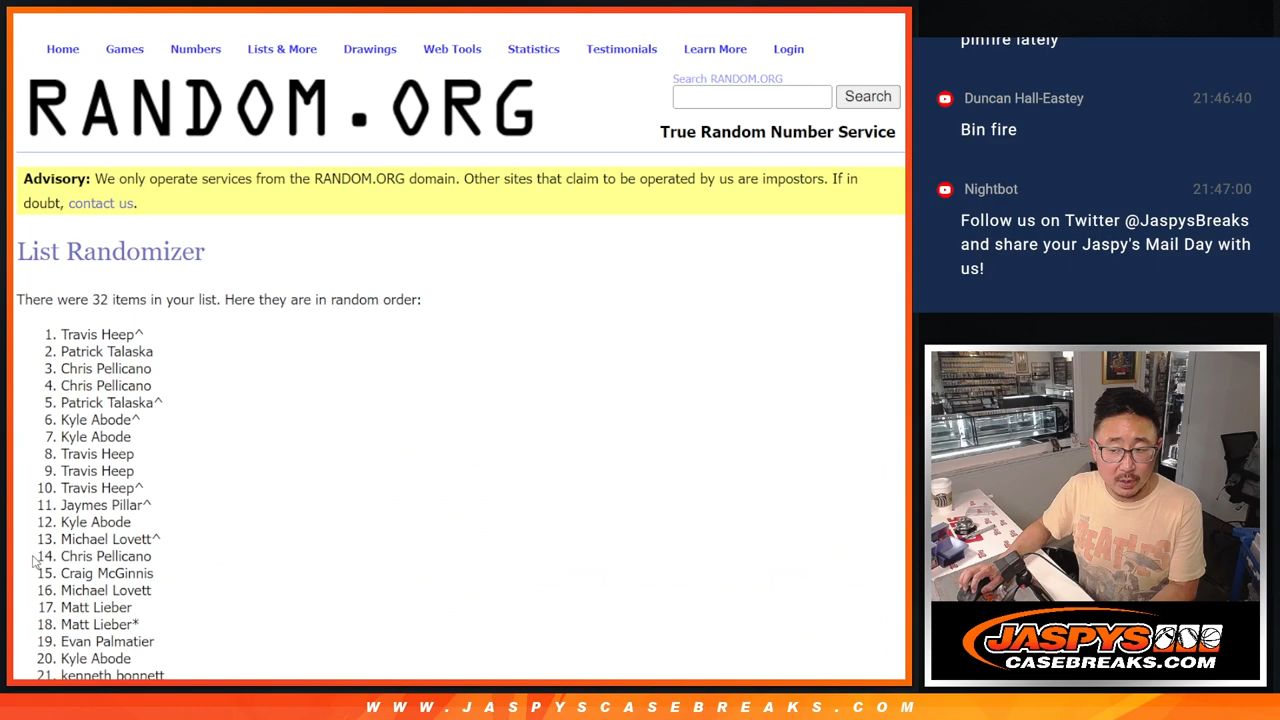 Home Games Numbers Lists & More Drawings Web Tools Statistics Testimonials Learn More Login
RANDOM.ORG
Search RANDOM.ORG
Search
True Random Number Service
Advisory: We only operate services from the RANDOM.ORG domain. Other sites that claim to be operated by us are impostors. If in
doubt, contact us.
List Randomizer
There were 32 items in your list. Here they are in random order:
1. Travis Heep^
2. Patrick Talaska
3. Chris Pellicano
4. Chris Pellicano
5. Patrick Talaska^
6. Kyle Abode^
7. Kyle Abode
8. Travis Heep
9. Travis Heep
10. Travis Heep^
11. Jaymes Pillar^
12. Kyle Abode
13. Michael Lovett^
14. Chris Pellicano
15. Craig McGinnis
16. Michael Lovett
17. Matt Lieber
18. Matt Lieber*
19. Evan Palmatier
20. Kyle Abode
21. kenneth bonnett
pinfire lately
Duncan Hall-Eastey 21:46:40
Bin fire
Nightbot 21:47:00
Follow us on Twitter @JaspysBreaks
and share your Jaspy's Mail Day with
us!
BEATLES
JASPYS
CASEBREAKS.COM
WWW.JASPYSCASEBREAKS.COM